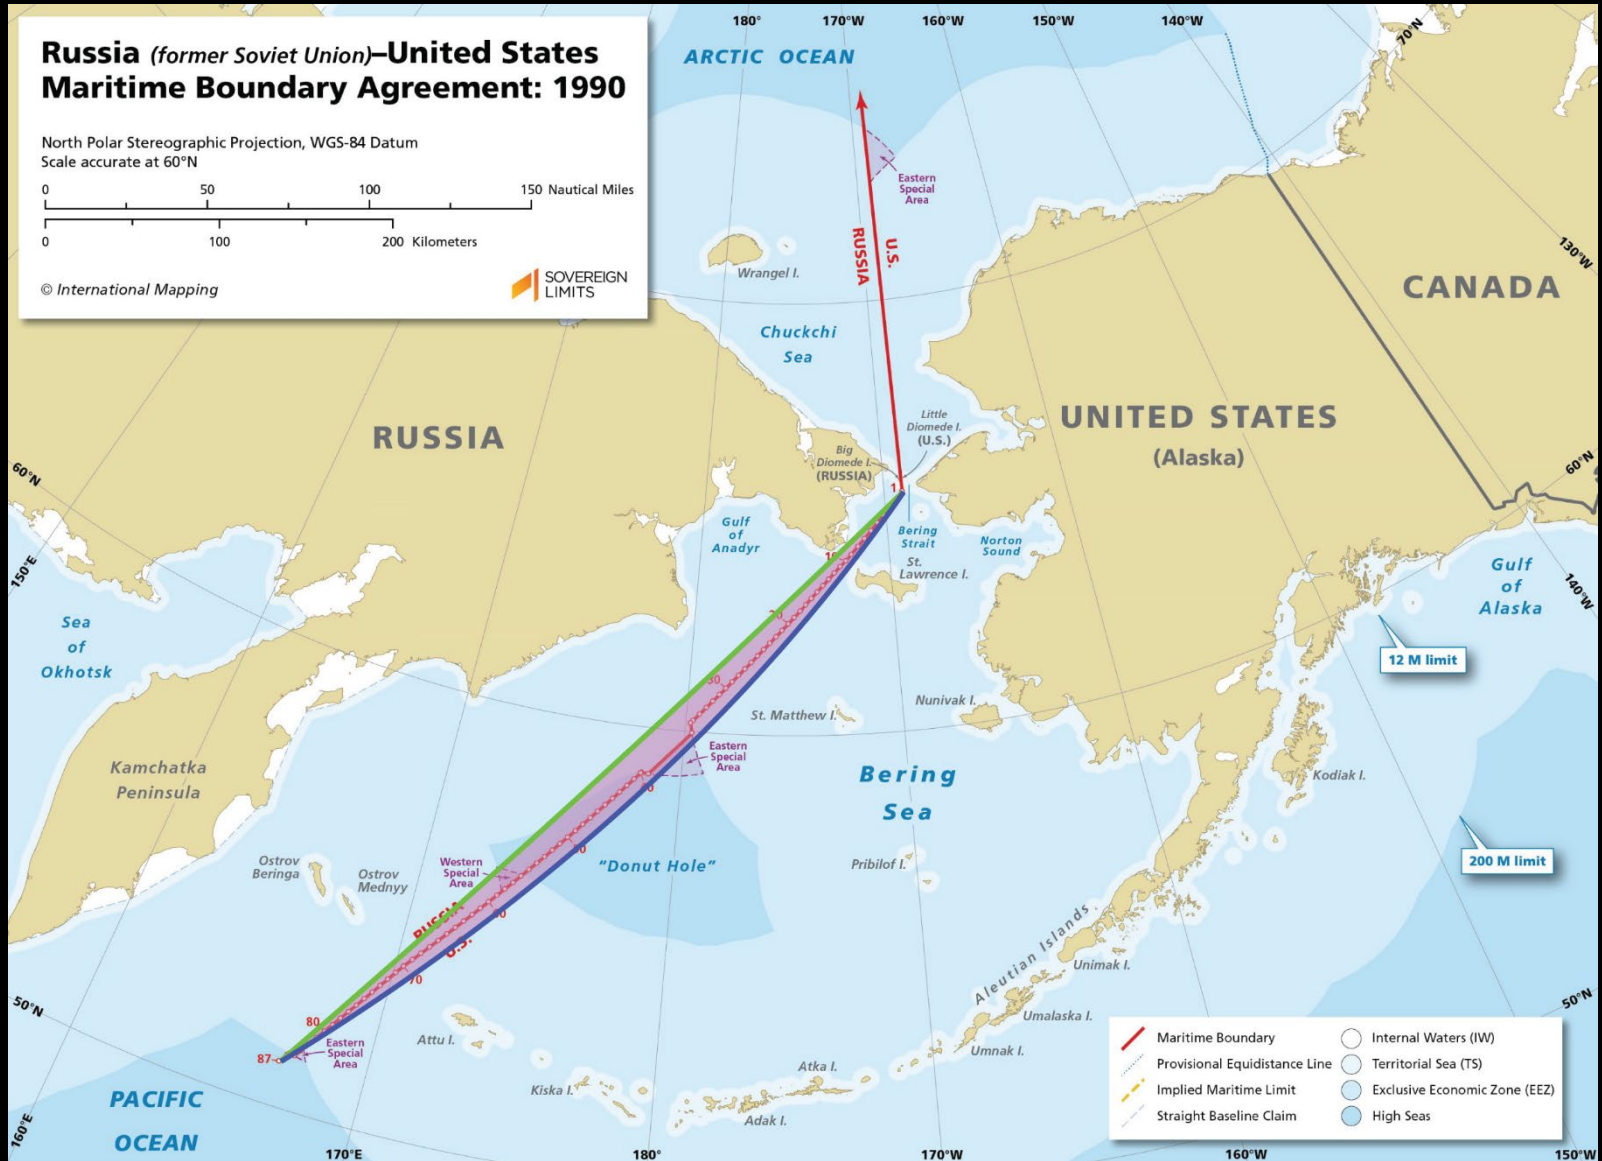 Russia (former Soviet Union)–United States
Maritime Boundary Agreement: 1990
North Polar Stereographic Projection, WGS-84 Datum
Scale accurate at 60°N
0 50 100 150 Nautical Miles
0 100 200 Kilometers
© International Mapping
SOVEREIGN
LIMITS
180° 170°W 160°W 150°W 140°W
70°N
ARCTIC OCEAN
Eastern
Special
Area
RUSSIA
U.S.
Wrangel I.
130°W
CANADA
Chuckchi
Sea
RUSSIA
UNITED STATES
(Alaska)
Little
Diomede I.
(U.S.)
Big
Diomede I.
(RUSSIA)
1
60°N
60°N
Gulf
of
Anadyr
Bering
Strait
Norton
Sound
St.
Lawrence I.
150°E
Gulf
of
Alaska
140°W
Sea
of
Okhotsk
12 M limit
20
30
St. Matthew I.
Nunivak I.
Eastern
Special
Area
Bering
Sea
Kodiak I.
Kamchatka
Peninsula
"Donut Hole"
Western
Special
Area
Ostrov
Beringa
Ostrov
Mednyy
Pribilof I.
200 M limit
RUSSIA
U.S.
70
Aleutian Islands
Unimak I.
50°N
50°N
80
87
Eastern
Special
Area
Attu I.
Umalaska I.
Umnak I.
Atka I.
Kiska I.
Adak I.
PACIFIC
OCEAN
160°E
170°E 180° 170°W 160°W 150°W
Maritime Boundary
Provisional Equidistance Line
Implied Maritime Limit
Straight Baseline Claim
Internal Waters (IW)
Territorial Sea (TS)
Exclusive Economic Zone (EEZ)
High Seas